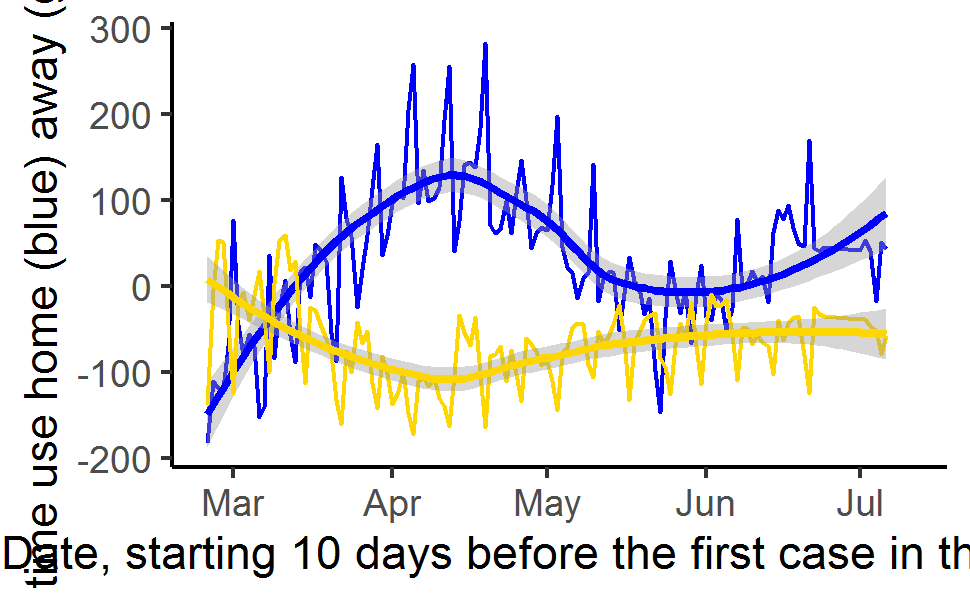 time use home (blue) away (
300
200
100
0
-100
-200
Mar Apr May Jun Jul
Date, starting 10 days before the first case in th